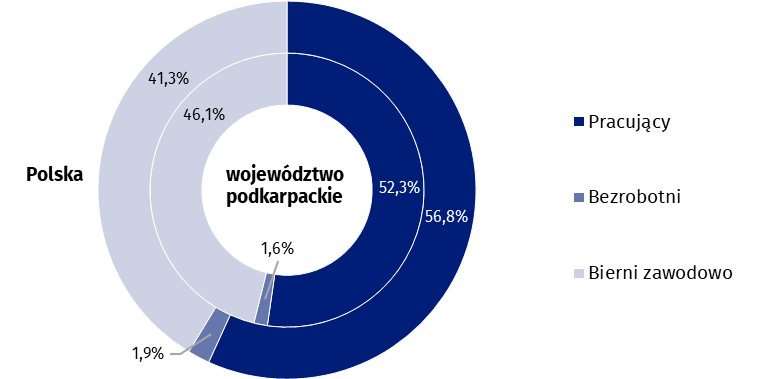 41,3%
46,1%
Polska
województwo
podkarpackie
52,3%
56,8%
1,6%
1,9%
Pracujący
Bezrobotni
Bierni zawodowo